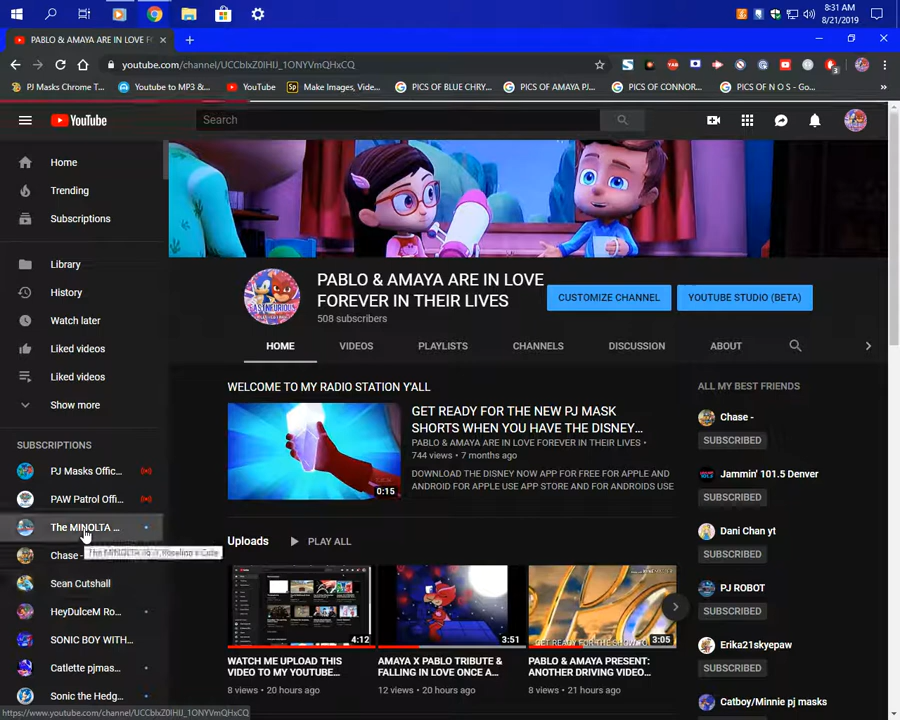 8:31 AM
8/21/2019
PABLO & AMAYA ARE IN LOVE F
youtube.com/channel/UCCbIxZ0IHIJ_1ONYVmQHxCQ
PJ Masks Chrome T...
Youtube to MP3 &...
YouTube
Make Images, Vide...
PICS OF BLUE CHRY...
PICS OF AMAYA PJ...
PICS OF CONNOR...
PICS OF N O S - Go...
YouTube
Search
Home
Trending
Subscriptions
Library
History
Watch later
Liked videos
Liked videos
Show more
SUBSCRIPTIONS
PJ Masks Offic...
PAW Patrol Offi...
The MINOLTA ...
Chase -
Sean Cutshall
HeyDulceM Ro...
SONIC BOY WITH...
Catlette pjmas...
Sonic the Hedg...
https://www.youtube.com/channel/UCCbIxZ0IHIJ_1ONYVmQHxCQ
PABLO & AMAYA ARE IN LOVE
FOREVER IN THEIR LIVES
508 subscribers
CUSTOMIZE CHANNEL
YOUTUBE STUDIO (BETA)
HOME
VIDEOS
PLAYLISTS
CHANNELS
DISCUSSION
ABOUT
WELCOME TO MY RADIO STATION Y'ALL
0:15
GET READY FOR THE NEW PJ MASK
SHORTS WHEN YOU HAVE THE DISNEY...
PABLO & AMAYA ARE IN LOVE FOREVER IN THEIR LIVES •
744 views • 7 months ago
DOWNLOAD THE DISNEY NOW APP FOR FREE FOR APPLE AND
ANDROID FOR APPLE USE APP STORE AND FOR ANDROIDS USE
Uploads
PLAY ALL
4:12
WATCH ME UPLOAD THIS
VIDEO TO MY YOUTUBE...
8 views • 20 hours ago
3:51
AMAYA X PABLO TRIBUTE &
FALLING IN LOVE ONCE A...
12 views • 20 hours ago
GET READY FOR THE SHOW
3:05
PABLO & AMAYA PRESENT:
ANOTHER DRIVING VIDEO...
8 views • 21 hours ago
ALL MY BEST FRIENDS
Chase -
SUBSCRIBED
Jammin' 101.5 Denver
SUBSCRIBED
Dani Chan yt
SUBSCRIBED
PJ ROBOT
SUBSCRIBED
Erika21skyepaw
SUBSCRIBED
Catboy/Minnie pj masks